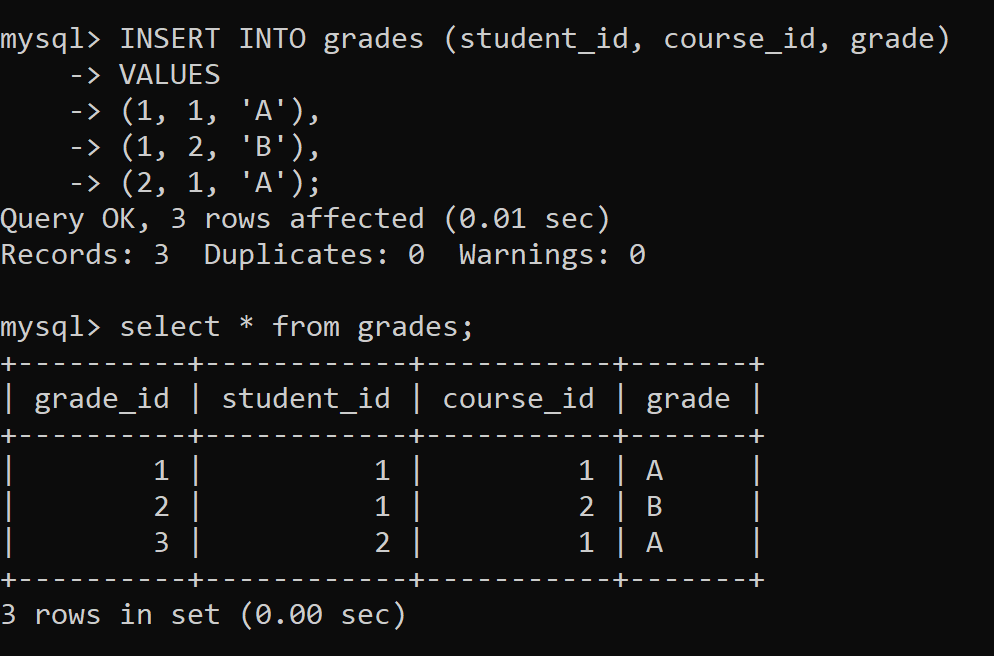 mysql> INSERT INTO grades (student_id, course_id, grade)
    -> VALUES
    -> (1, 1, 'A'),
    -> (1, 2, 'B'),
    -> (2, 1, 'A');
Query OK, 3 rows affected (0.01 sec)
Records: 3  Duplicates: 0  Warnings: 0

mysql> select * from grades;
+----------+------------+-----------+-------+
| grade_id | student_id | course_id | grade |
+----------+------------+-----------+-------+
|        1 |          1 |         1 | A     |
|        2 |          1 |         2 | B     |
|        3 |          2 |         1 | A     |
+----------+------------+-----------+-------+
3 rows in set (0.00 sec)